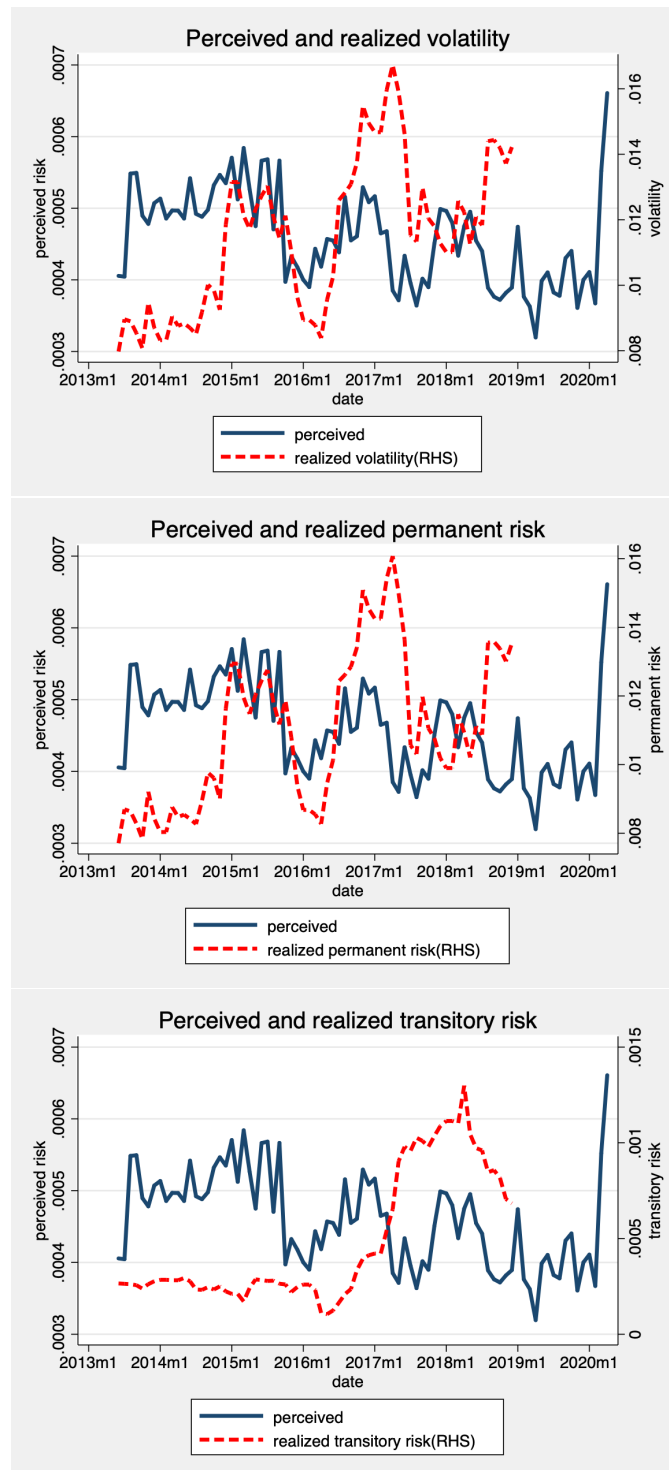 Perceived and realized volatility
perceived risk
.0003 .0004 .0005 .0006 .0007
volatility
.008 .01 .012 .014 .016
2013m1 2014m1 2015m1 2016m1 2017m1 2018m1 2019m1 2020m1
date
perceived
realized volatility(RHS)
Perceived and realized permanent risk
perceived risk
.0003 .0004 .0005 .0006 .0007
permanent risk
.008 .01 .012 .014 .016
2013m1 2014m1 2015m1 2016m1 2017m1 2018m1 2019m1 2020m1
date
perceived
realized permanent risk(RHS)
Perceived and realized transitory risk
perceived risk
.0003 .0004 .0005 .0006 .0007
transitory risk
0 .0005 .001 .0015
2013m1 2014m1 2015m1 2016m1 2017m1 2018m1 2019m1 2020m1
date
perceived
realized transitory risk(RHS)